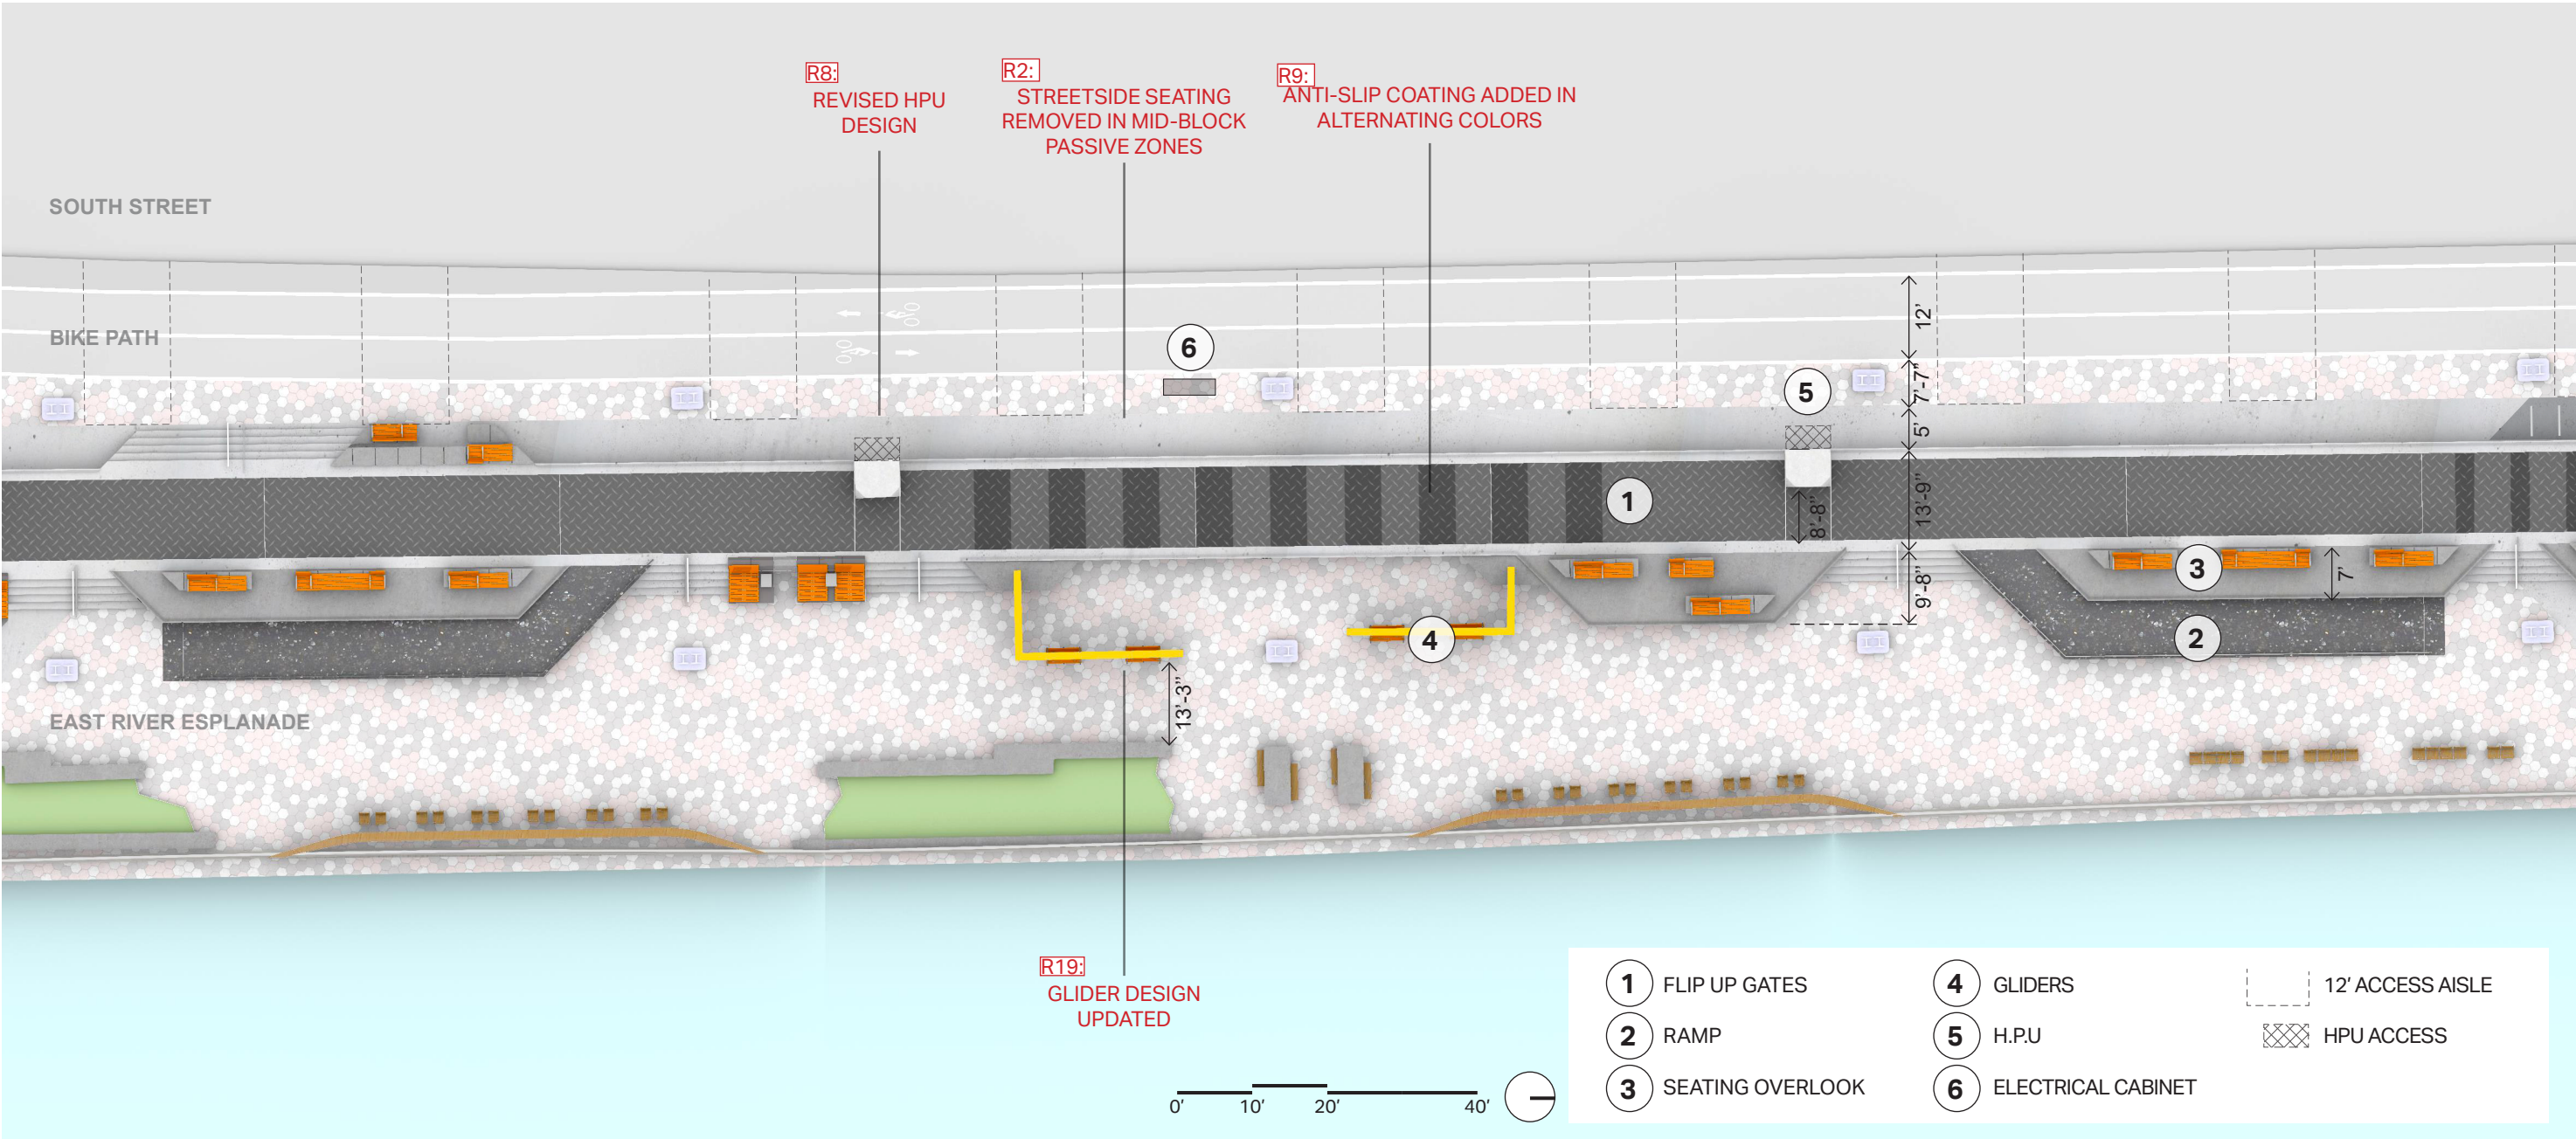 R8:
REVISED HPU
DESIGN
R2:
STREETSIDE SEATING
REMOVED IN MID-BLOCK
PASSIVE ZONES
R9:
ANTI-SLIP COATING ADDED IN
ALTERNATING COLORS
SOUTH STREET
BIKE PATH
6
5
12'
7'-7"
5'
13'-9"
8'-8"
9'-8"
1
3
7'
4
2
13'-3"
EAST RIVER ESPLANADE
R19:
GLIDER DESIGN
UPDATED
0' 10' 20' 40'
1 FLIP UP GATES
2 RAMP
3 SEATING OVERLOOK
4 GLIDERS
5 H.P.U
6 ELECTRICAL CABINET
12' ACCESS AISLE
HPU ACCESS